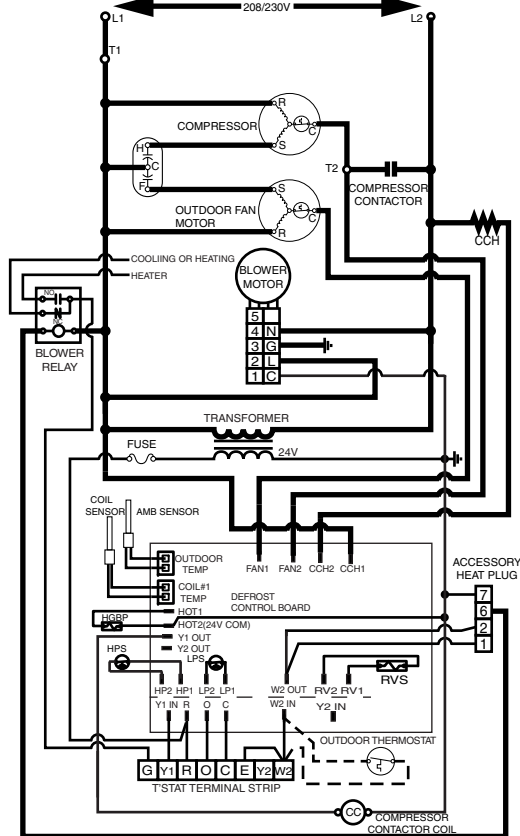 208/230V
L1
L2
T1
R
COMPRESSOR
C
S
H
C
F
T2
COMPRESSOR
CONTACTOR
S
OUTDOOR FAN
MOTOR
C
R
CCH
COOLIING OR HEATING
HEATER
BLOWER
MOTOR
NO
NC
BLOWER
RELAY
5
4 N
3 G
2 L
1 C
TRANSFORMER
FUSE
24V
COIL
SENSOR
AMB SENSOR
OUTDOOR
TEMP
FAN1 FAN2 CCH2 CCH1
ACCESSORY
HEAT PLUG
7
6
2
1
COIL#1
TEMP
DEFROST
CONTROL BOARD
HOT1
HGBP
HOT2(24V COM)
Y1 OUT
Y2 OUT
HPS
LPS
HP2 HP1 LP2 LP1
W2 OUT RV2 RV1
RVS
Y1 IN R O C
W2 IN
Y2 IN
OUTDOOR THERMOSTAT
G Y1 R O C E Y2 W2
T'STAT TERMINAL STRIP
CC
COMPRESSOR
CONTACTOR COIL